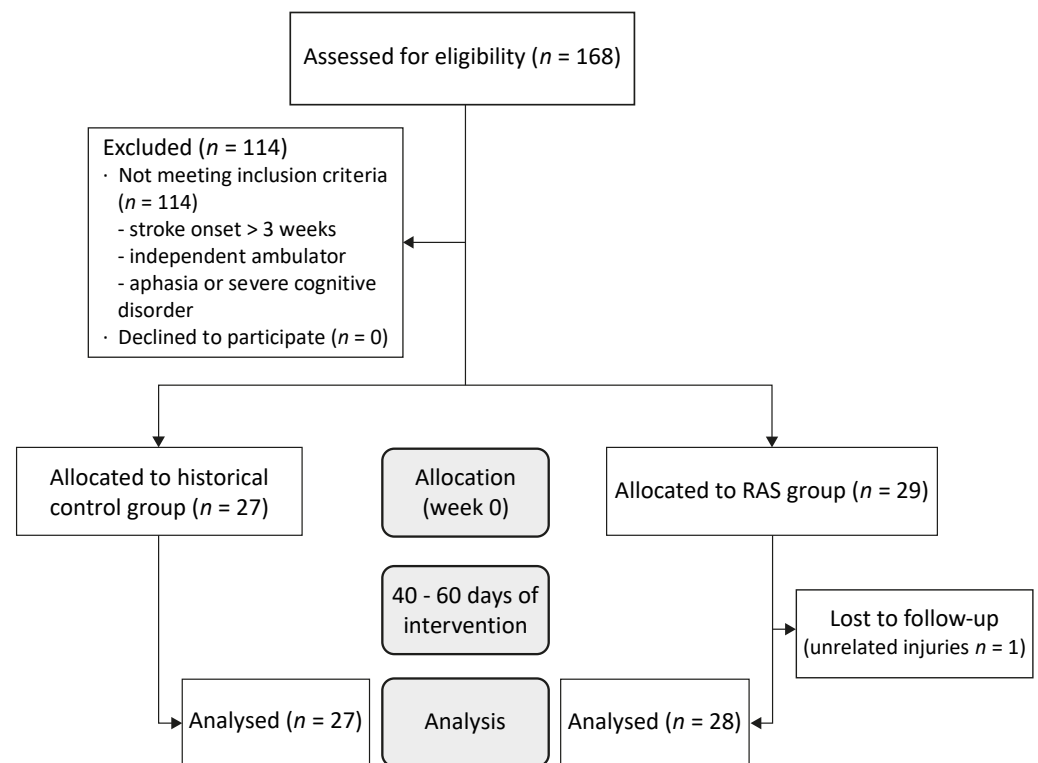 Assessed for eligibility (n = 168)
Excluded (n = 114)
· Not meeting inclusion criteria
(n = 114)
- stroke onset > 3 weeks
- independent ambulator
- aphasia or severe cognitive
disorder
· Declined to participate (n = 0)
Allocated to historical
control group (n = 27)
Allocation
(week 0)
Allocated to RAS group (n = 29)
40 - 60 days of
intervention
Lost to follow-up
(unrelated injuries n = 1)
Analysed (n = 27)
Analysis
Analysed (n = 28)